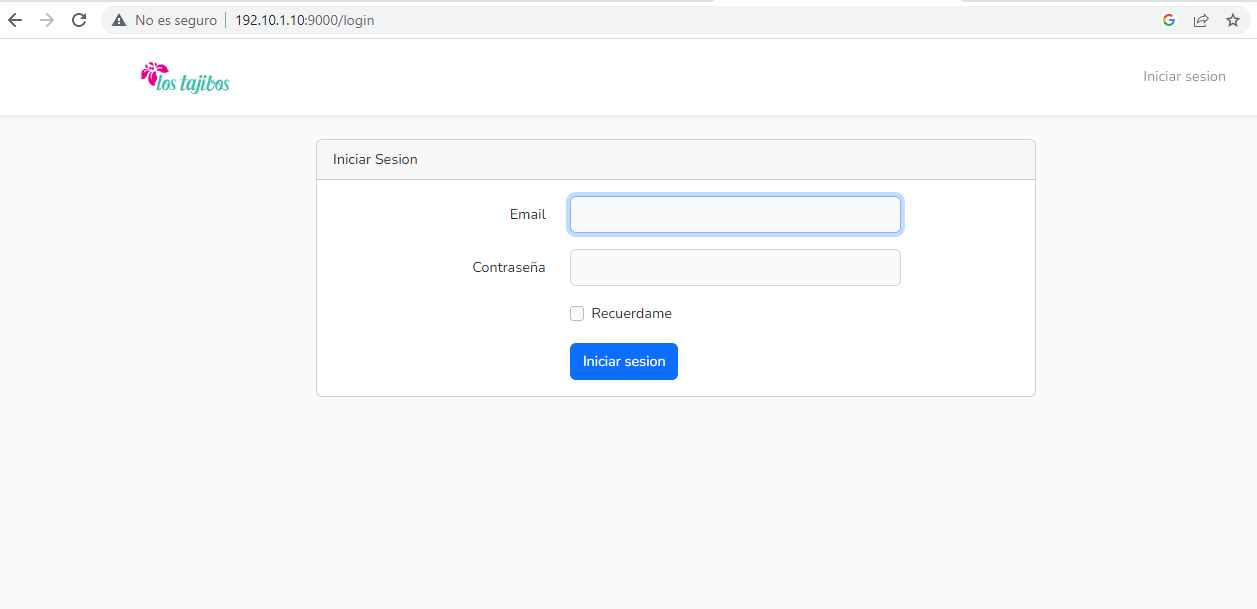 No es seguro | 192.10.1.10:9000/login
los tajibos
Iniciar sesion
Iniciar Sesion
Email
Contraseña
Recuerdame
Iniciar sesion